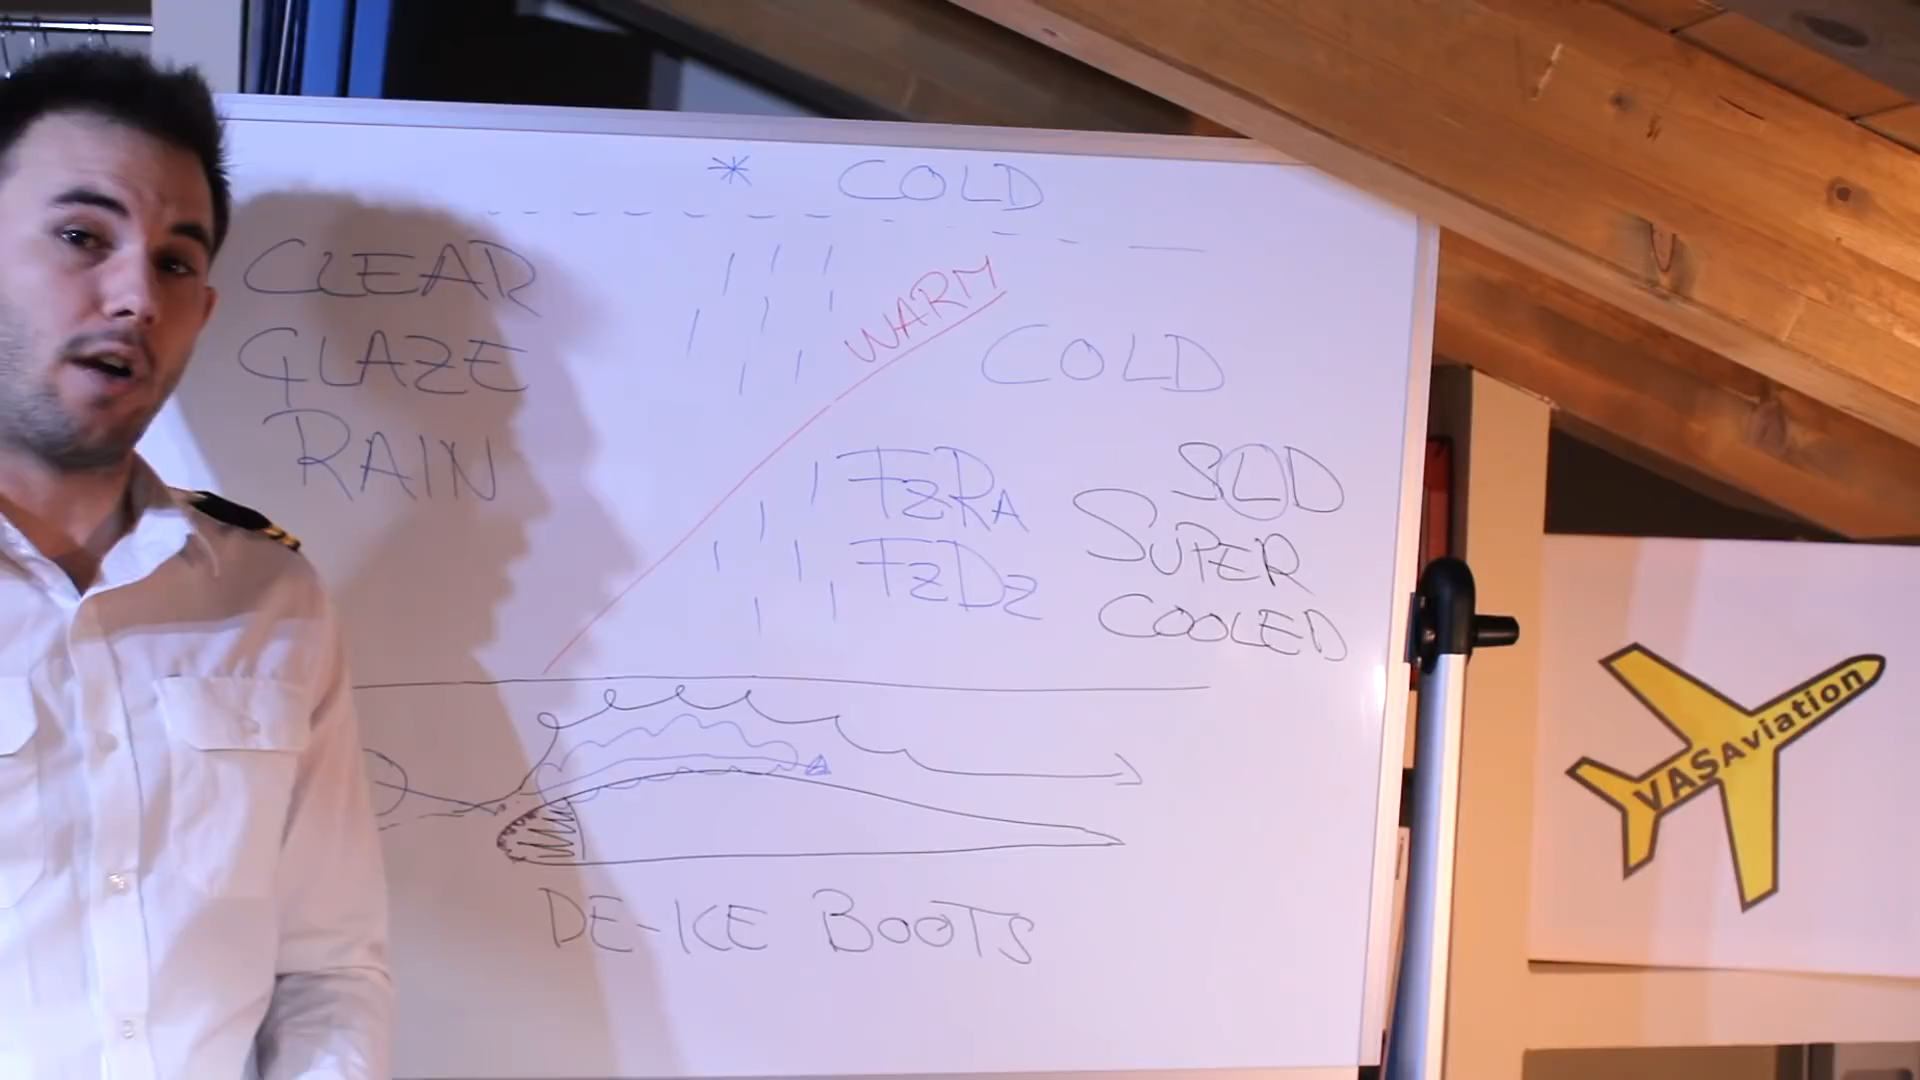 * COLD
CLEAR
GLAZE
RAIN
WARM
COLD
FZRA
FZDZ
SLD
SUPER
COOLED
DE-ICE BOOTS
VASAviation